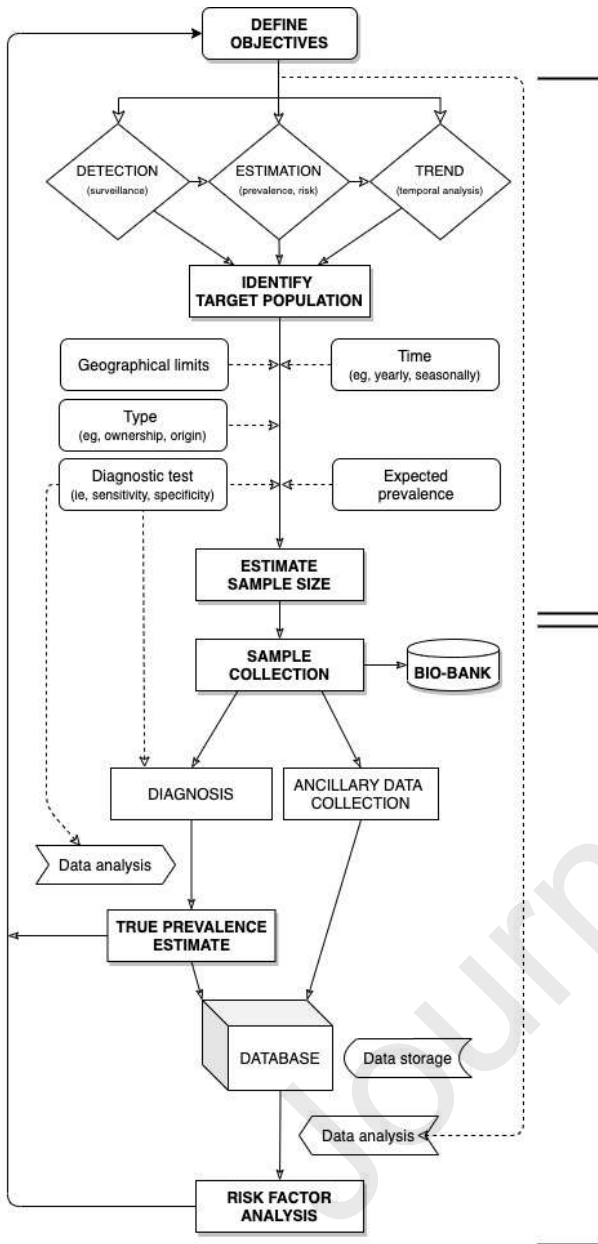 DEFINE
OBJECTIVES
DETECTION
(surveillance)
ESTIMATION
(prevalence, risk)
TREND
(temporal analysis)
IDENTIFY
TARGET POPULATION
Geographical limits
Time
(eg, yearly, seasonally)
Type
(eg, ownership, origin)
Diagnostic test
(ie, sensitivity, specificity)
Expected
prevalence
ESTIMATE
SAMPLE SIZE
SAMPLE
COLLECTION
BIO-BANK
DIAGNOSIS
ANCILLARY DATA
COLLECTION
Data analysis
TRUE PREVALENCE
ESTIMATE
DATABASE
Data storage
Data analysis
RISK FACTOR
ANALYSIS
Journ